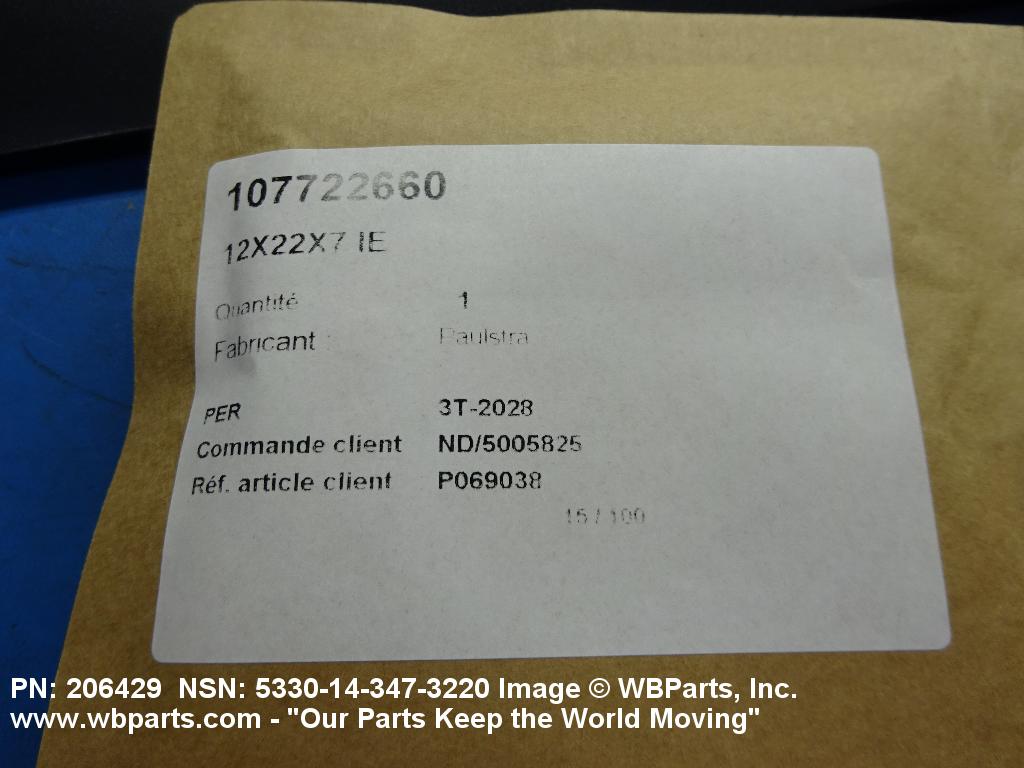 107722660
12X22X7 IE
Quantité 1
Fabricant : Paulstra
PER 3T-2028
Commande client ND/5005825
Réf. article client P069038
15 / 100
PN: 206429 NSN: 5330-14-347-3220 Image © WBParts, Inc.
www.wbparts.com - "Our Parts Keep the World Moving"